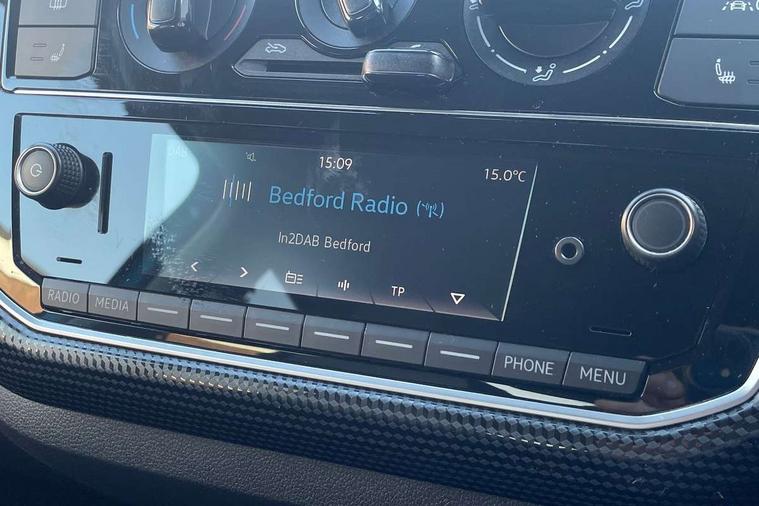 DAB
15:09
15.0°C
Bedford Radio
In2DAB Bedford
TP
RADIO
MEDIA
PHONE
MENU